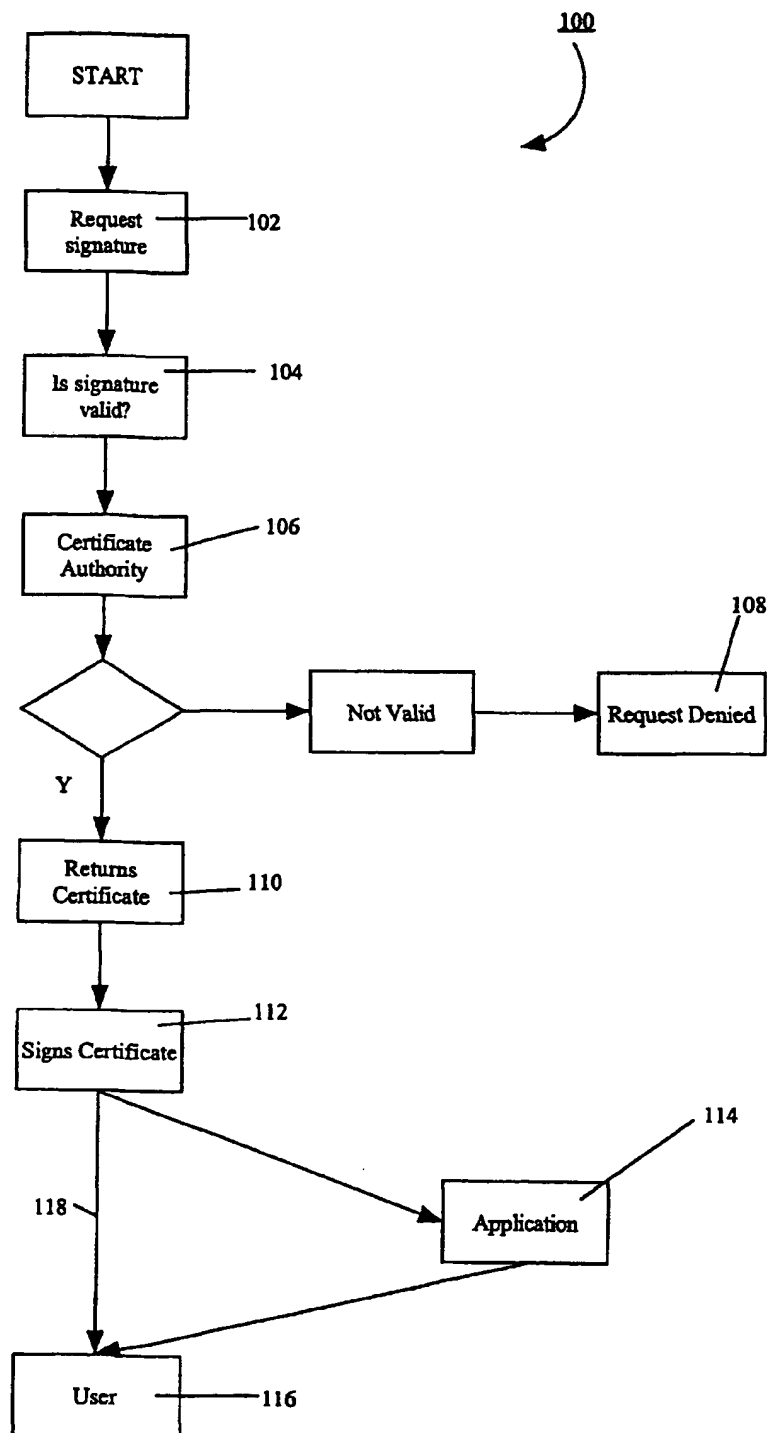 100
START
Request
signature
102
Is signature
valid?
104
Certificate
Authority
106
108
Not Valid
Request Denied
Y
Returns
Certificate
110
Signs Certificate
112
114
Application
118
User
116